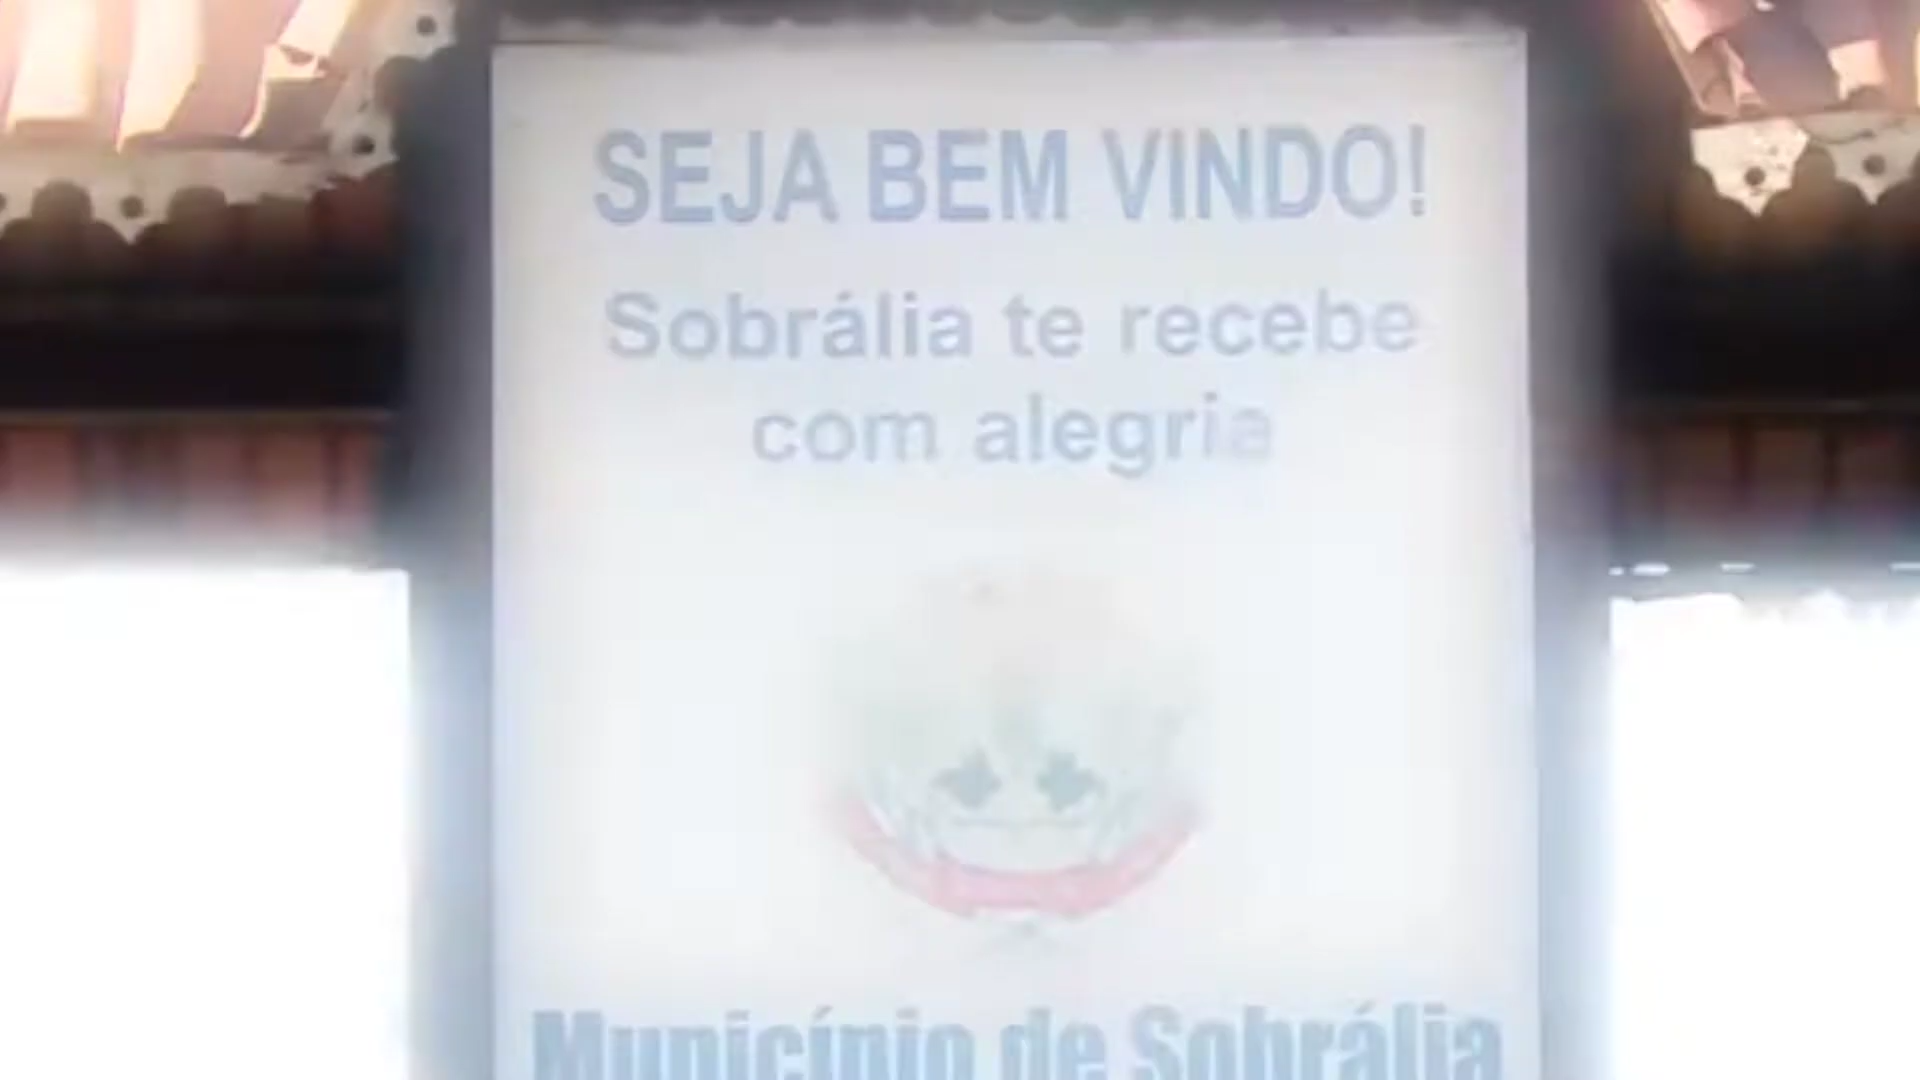 SEJA BEM VINDO!
Sobrália te recebe
com alegria
Município de Sobrália